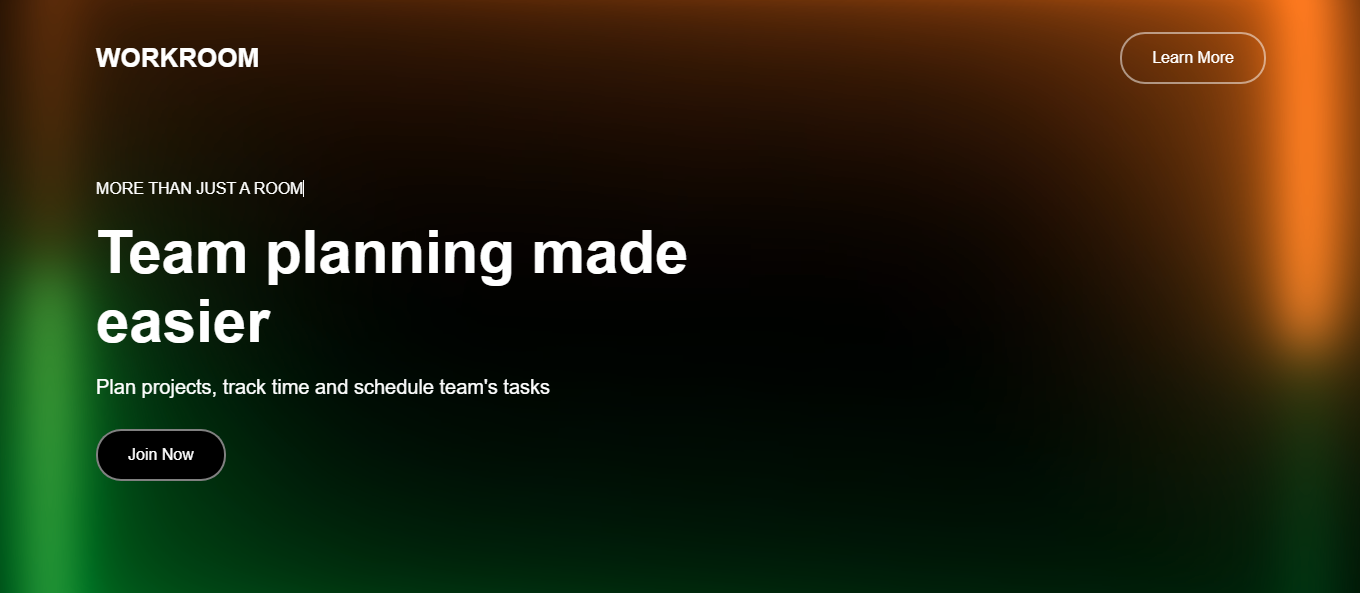 WORKROOM
Learn More
MORE THAN JUST A ROOM
Team planning made
easier
Plan projects, track time and schedule team's tasks
Join Now